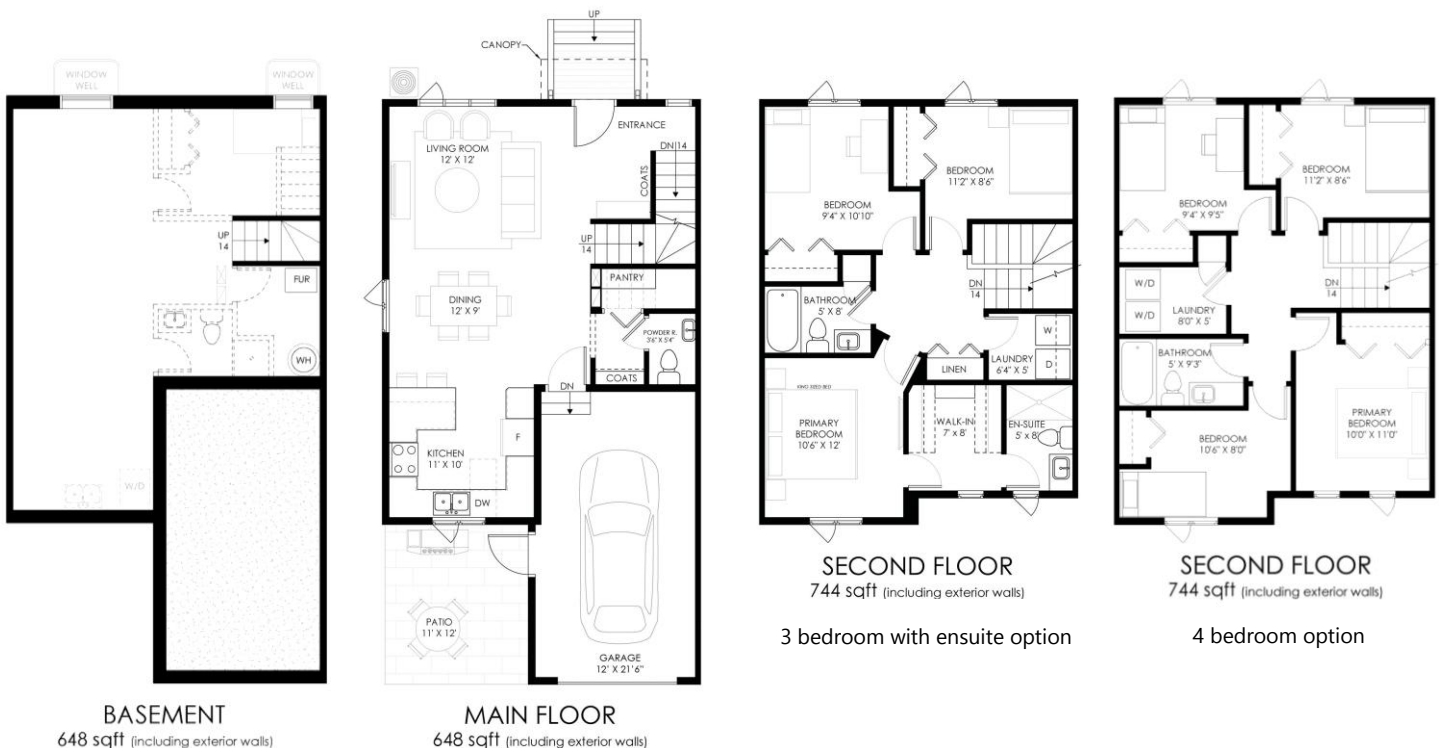 WINDOW
WELL
WINDOW
WELL
UP
14
FUR
WH
W/D
BASEMENT
648 sqft (including exterior walls)
UP
CANOPY
ENTRANCE
LIVING ROOM
12' X 12'
DN|14
COATS
UP
14
PANTRY
DINING
12' X 9'
POWDER R.
3'6" X 5'4"
COATS
DN
F
KITCHEN
11' X 10'
DW
PATIO
11' X 12'
GARAGE
12' X 21'6"
MAIN FLOOR
648 sqft (including exterior walls)
BEDROOM
11'2" X 8'6"
BEDROOM
9'4" X 10'10"
DN
14
BATHROOM
5' X 8'
W
LAUNDRY
6'4" X 5'
D
LINEN
KING SIZED BED
PRIMARY
BEDROOM
10'6" X 12'
WALK-IN
7' X 8'
EN-SUITE
5' X 8'
SECOND FLOOR
744 sqft (including exterior walls)
3 bedroom with ensuite option
BEDROOM
11'2" X 8'6"
BEDROOM
9'4" X 9'5"
W/D
DN
14
W/D
LAUNDRY
8'0" X 5'
BATHROOM
5' X 9'3"
PRIMARY
BEDROOM
10'0" X 11'0"
BEDROOM
10'6" X 8'0"
SECOND FLOOR
744 sqft (including exterior walls)
4 bedroom option